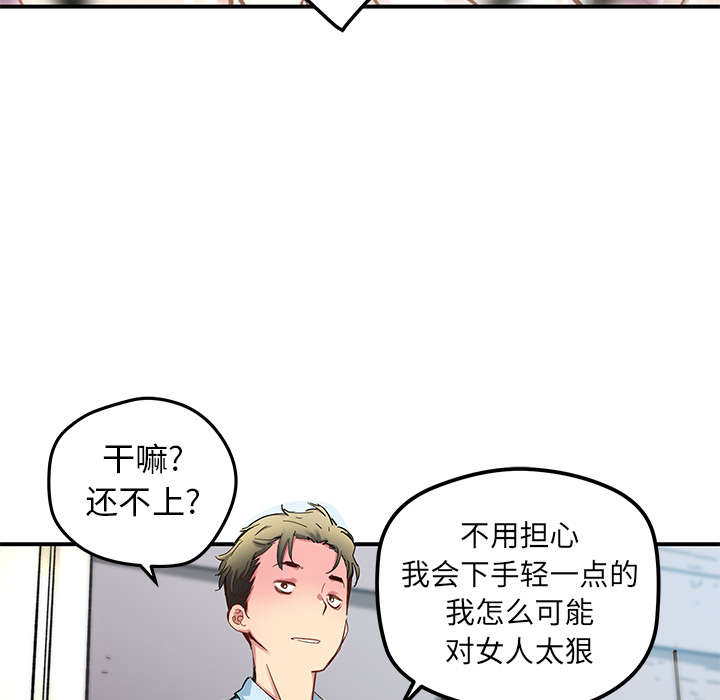 干嘛?
还不上?
不用担心
我会下手轻一点的
我怎么可能
对女人太狠